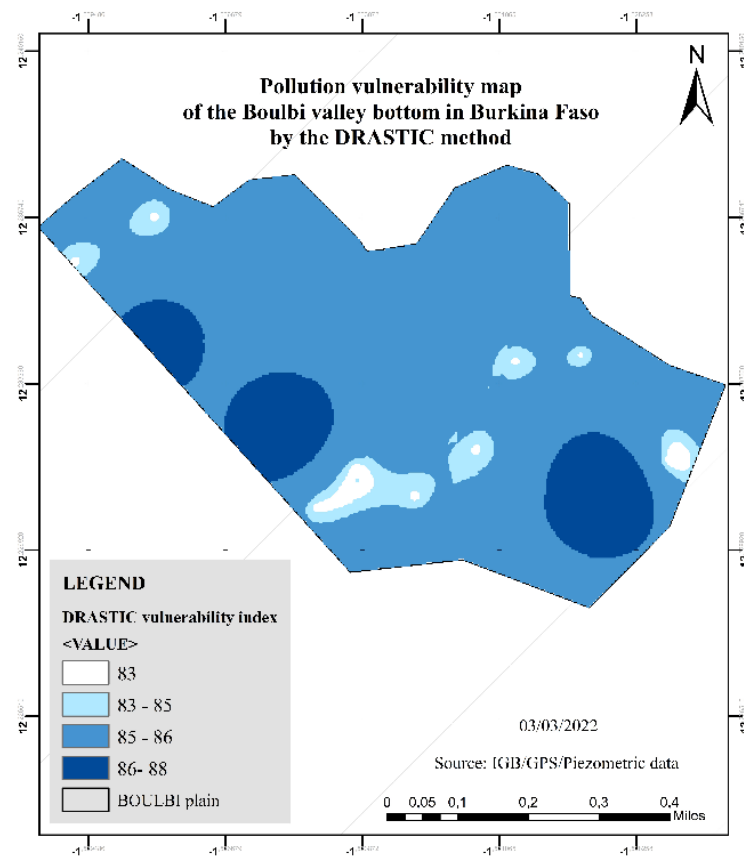 N
Pollution vulnerability map
of the Boulbi valley bottom in Burkina Faso
by the DRASTIC method
LEGEND
DRASTIC vulnerability index
<VALUE>
83
83 - 85
85 - 86
86- 88
BOULBI plain
03/03/2022
Source: IGB/GPS/Piezometric data
0 0,05 0,1 0,2 0,3 0,4
Miles